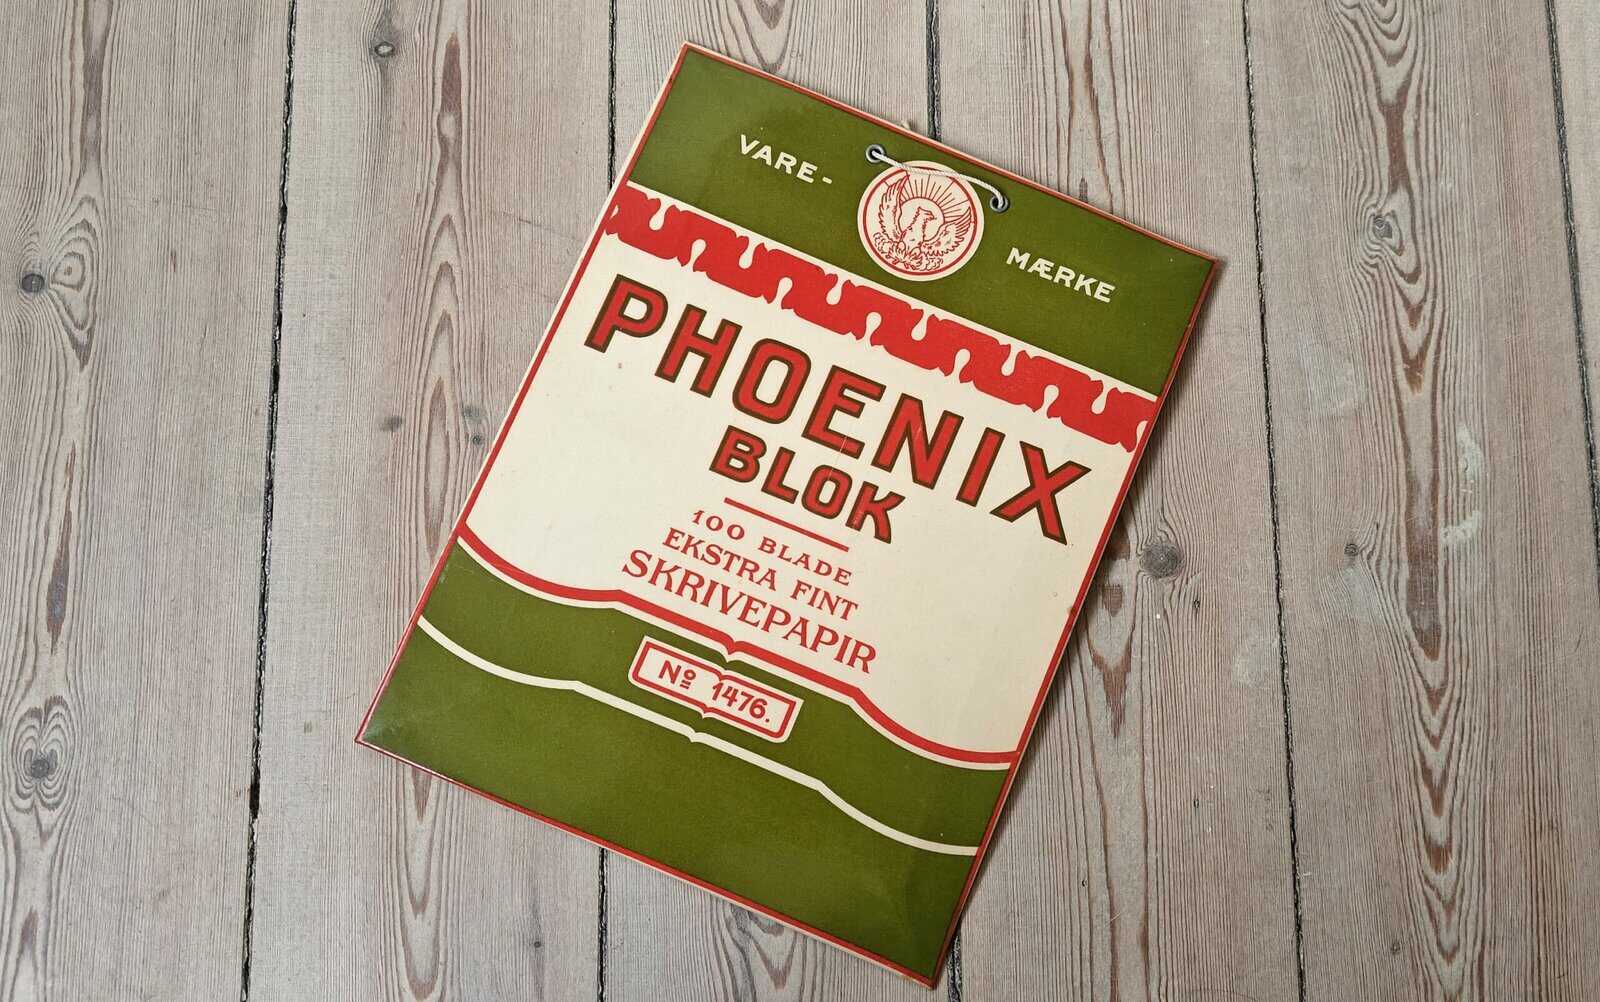 VARE- MÆRKE
PHOENIX
BLOK
100 BLADE
EKSTRA FINT
SKRIVEPAPIR
Nº 1476.